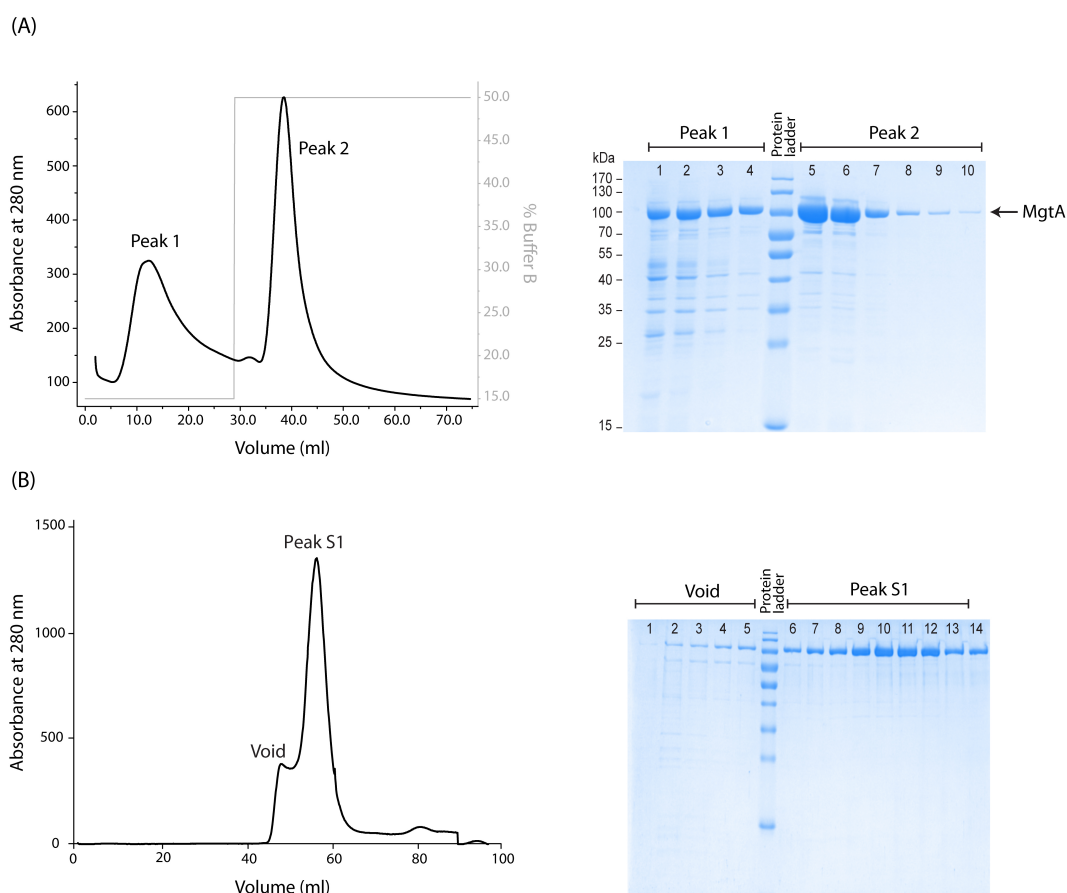 (A)
600
500
400
300
200
100
Absorbance at 280 nm
Peak 1
Peak 2
50.0
45.0
40.0
35.0
30.0
25.0
20.0
15.0
% Buffer B
0.0 10.0 20.0 30.0 40.0 50.0 60.0 70.0
Volume (ml)
Peak 1
Protein
ladder
Peak 2
kDa
1 2 3 4 5 6 7 8 9 10
170
130
100
70
55
40
35
25
15
MgtA
(B)
1500
1000
500
0
Absorbance at 280 nm
Peak S1
Void
0 20 40 60 80 100
Volume (ml)
Void
Protein
ladder
Peak S1
1 2 3 4 5 6 7 8 9 10 11 12 13 14